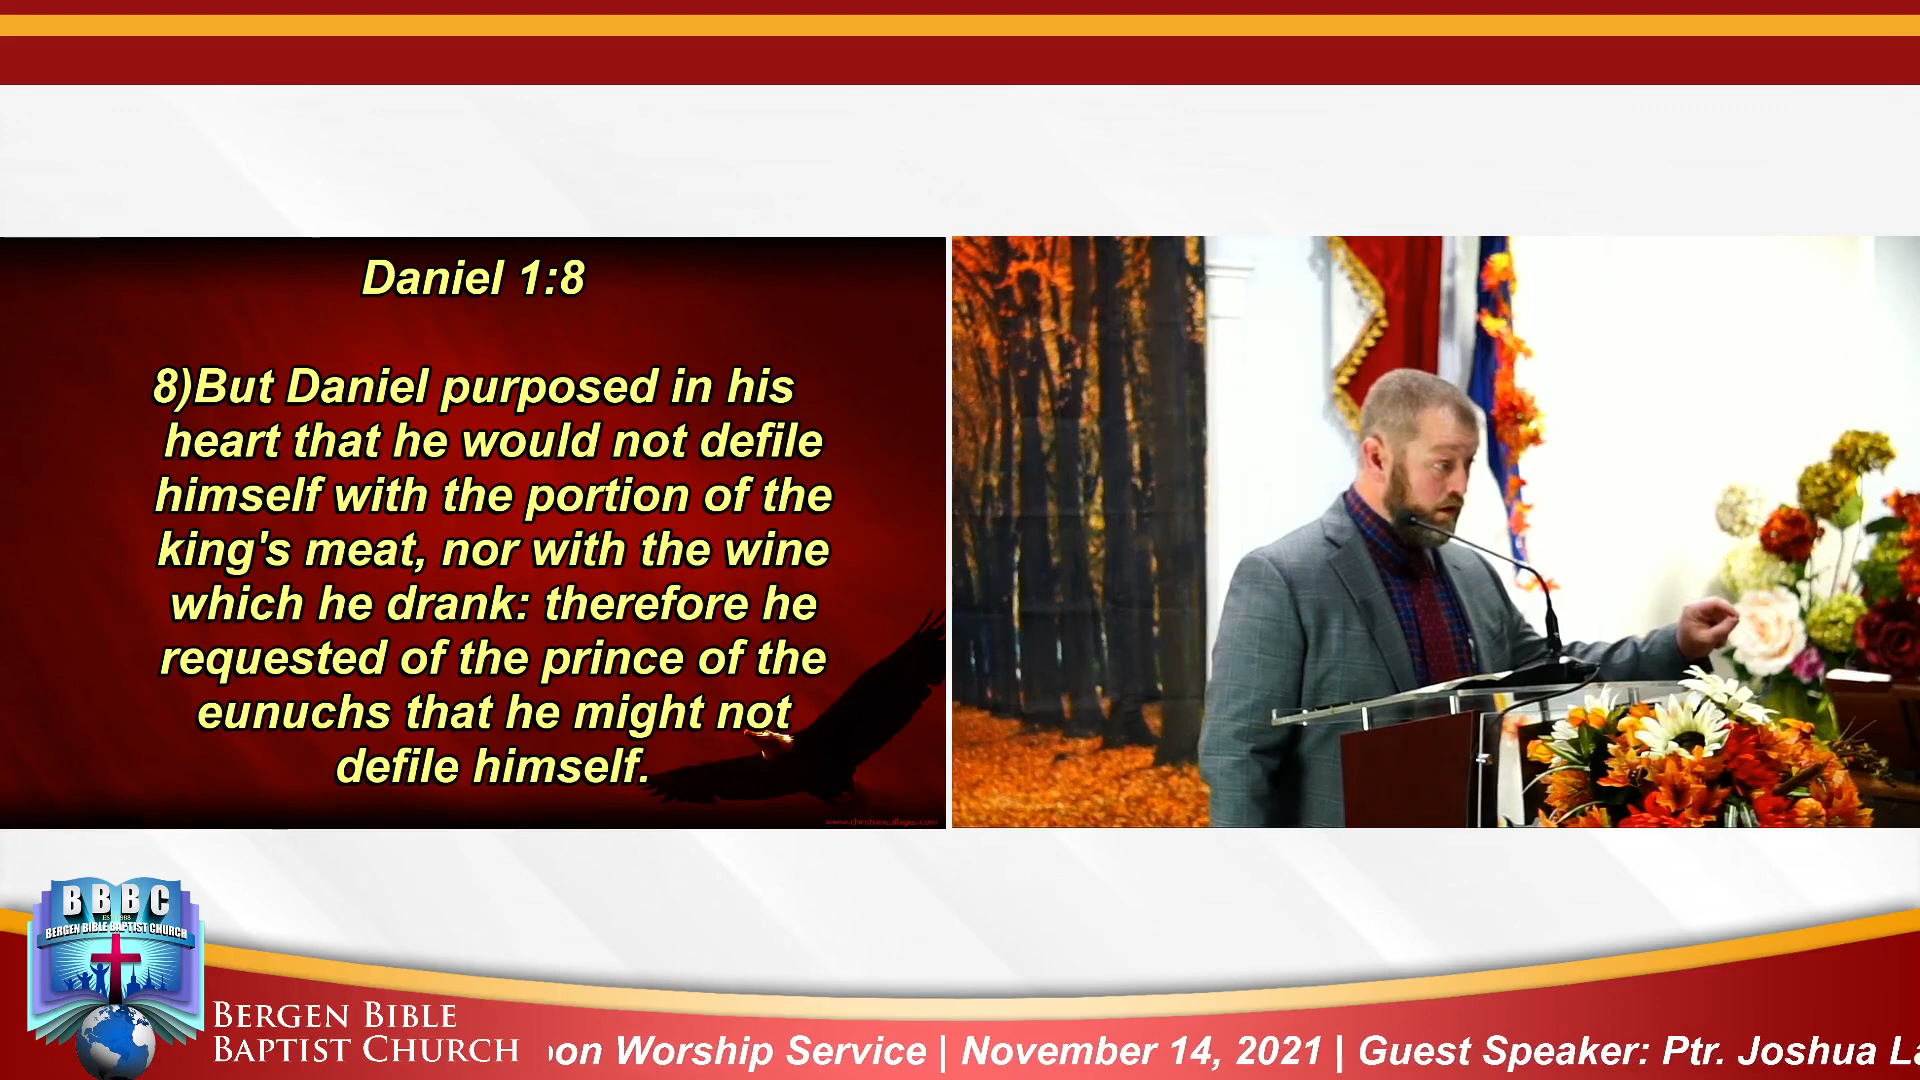 Daniel 1:8
8)But Daniel purposed in his
heart that he would not defile
himself with the portion of the
king's meat, nor with the wine
which he drank: therefore he
requested of the prince of the
eunuchs that he might not
defile himself.
B B B C
BERGEN BIBLE BAPTIST CHURCH
BERGEN BIBLE
BAPTIST CHURCH
Worship Service | November 14, 2021 | Guest Speaker: Ptr. Joshua